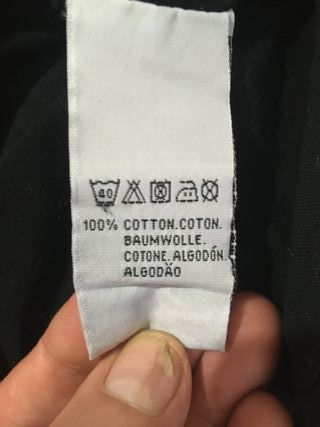 40
100% COTTON.COTON.
BAUMWOLLE.
COTONE.ALGODÓN.
ALGODÃO